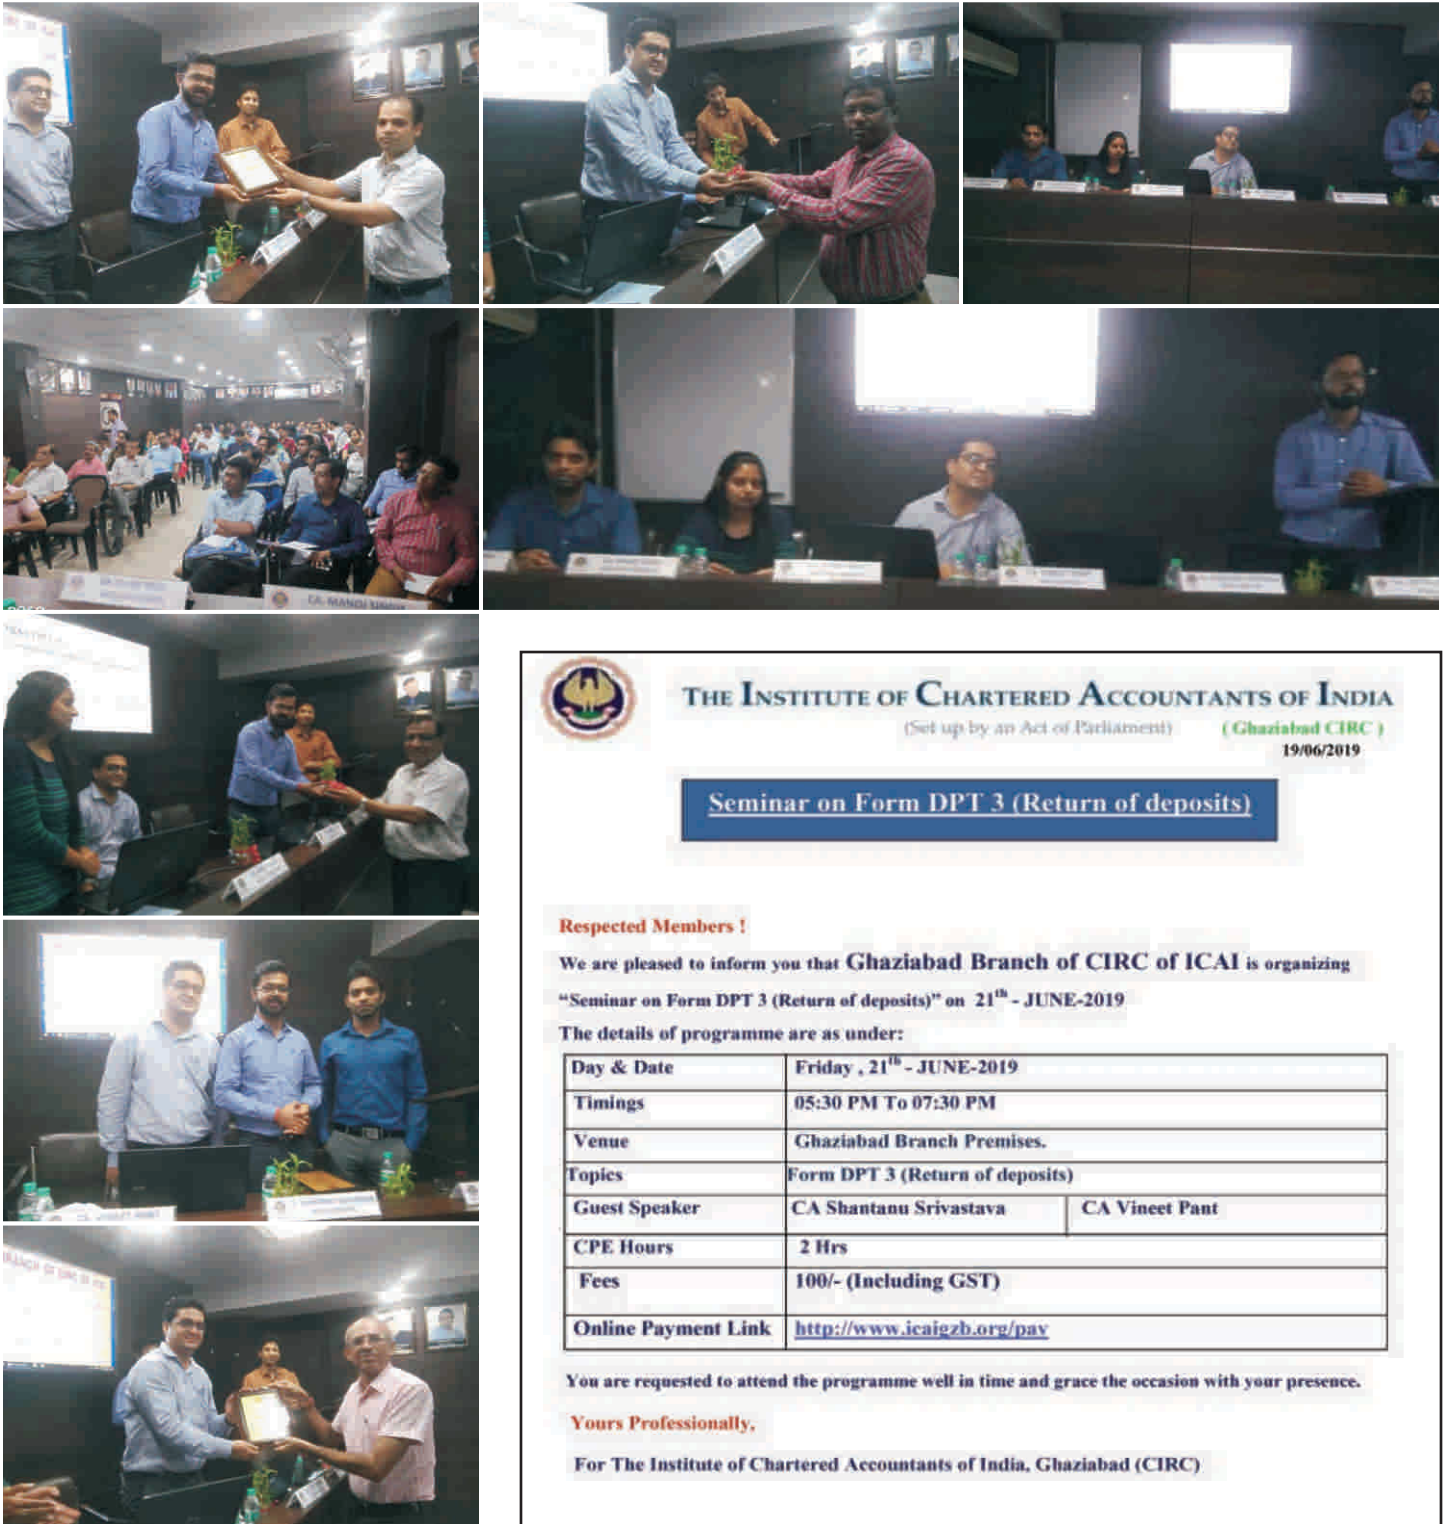 CA. MANOJ SINGH
THE INSTITUTE OF CHARTERED ACCOUNTANTS OF INDIA
(Set up by an Act of Parliament) (Ghaziabad CIRC )
19/06/2019
Seminar on Form DPT 3 (Return of deposits)
Respected Members !
We are pleased to inform you that Ghaziabad Branch of CIRC of ICAI is organizing
“Seminar on Form DPT 3 (Return of deposits)” on 21th - JUNE-2019
The details of programme are as under:
Day & Date Friday , 21th - JUNE-2019
Timings 05:30 PM To 07:30 PM
Venue Ghaziabad Branch Premises.
Topics Form DPT 3 (Return of deposits)
Guest Speaker CA Shantanu Srivastava CA Vineet Pant
CPE Hours 2 Hrs
Fees 100/- (Including GST)
Online Payment Link http://www.icaigzb.org/pay
You are requested to attend the programme well in time and grace the occasion with your presence.
Yours Professionally,
For The Institute of Chartered Accountants of India, Ghaziabad (CIRC)